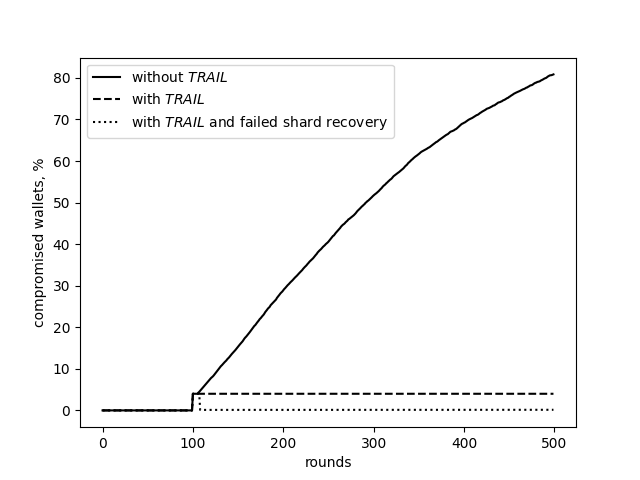 without TRAIL
with TRAIL
with TRAIL and failed shard recovery
compromised wallets, %
80
70
60
50
40
30
20
10
0
0 100 200 300 400 500
rounds